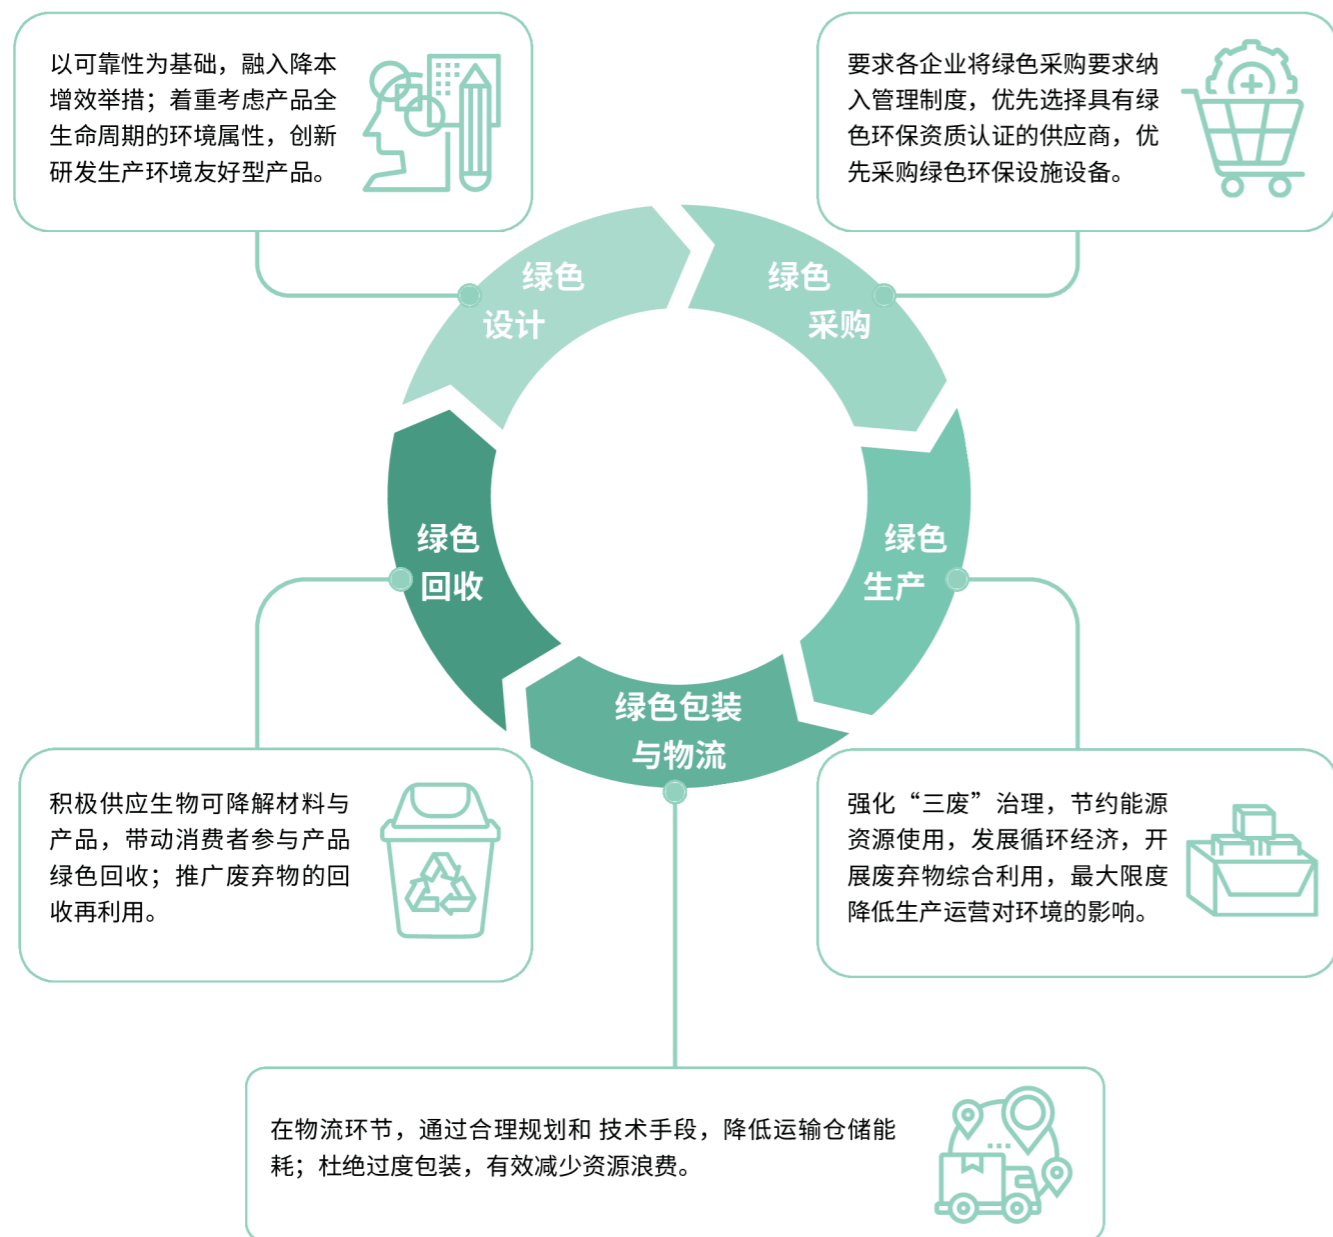 以可靠性为基础，融入降本
增效举措；着重考虑产品全
生命周期的环境属性，创新
研发生产环境友好型产品。
要求各企业将绿色采购要求纳
入管理制度，优先选择具有绿
色环保资质认证的供应商，优
先采购绿色环保设施设备。
绿色
设计
绿色
采购
绿色
生产
绿色包装
与物流
绿色
回收
积极供应生物可降解材料与
产品，带动消费者参与产品
绿色回收；推广废弃物的回
收再利用。
强化“三废”治理，节约能源
资源使用，发展循环经济，开
展废弃物综合利用，最大限度
降低生产运营对环境的影响。
在物流环节，通过合理规划和 技术手段，降低运输仓储能
耗；杜绝过度包装，有效减少资源浪费。